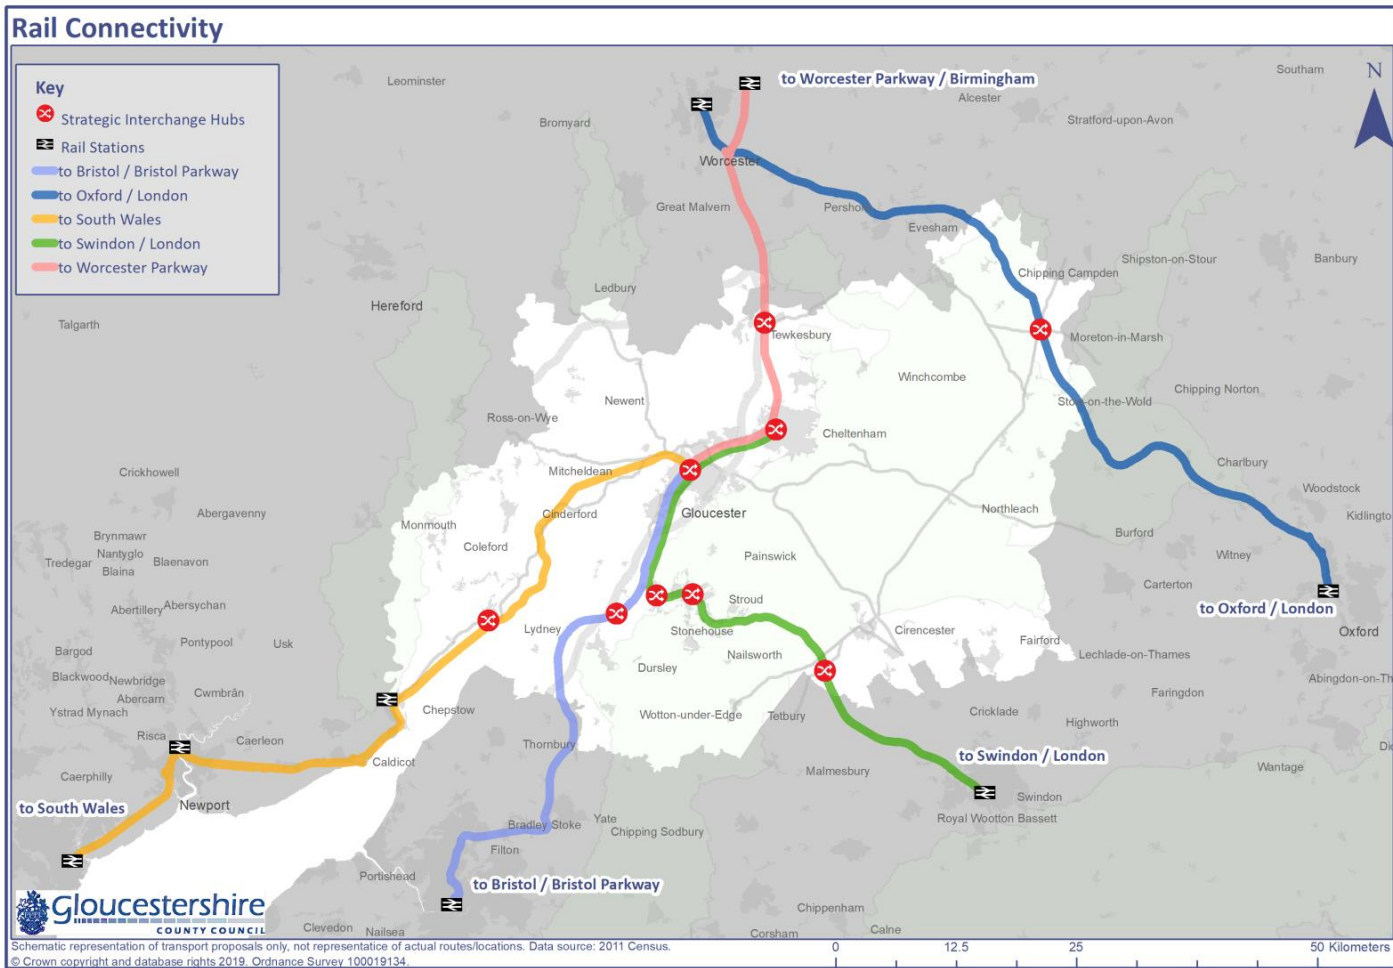 Rail Connectivity
Key
Strategic Interchange Hubs
Rail Stations
to Bristol / Bristol Parkway
to Oxford / London
to South Wales
to Swindon / London
to Worcester Parkway
N
to Worcester Parkway / Birmingham
Leominster
Southam
Alcester
Bromyard
Stratford-upon-Avon
Worcester
Great Malvern
Evesham
Shipston-on-Stour
Banbury
Chipping Campden
Ledbury
Hereford
Talgarth
Tewkesbury
Moreton-in-Marsh
Winchcombe
Chipping Norton
Newent
Ross-on-Wye
Cheltenham
Crickhowell
Mitcheldean
Charlbury
Woodstock
Abergavenny
Cinderford
Gloucester
Northleach
Kidlington
Monmouth
Brynmawr
Burford
Coleford
Nantyglo
Painswick
Witney
Tredegar
Blaenavon
Blaina
Carterton
Stroud
Abertillery
Abersychan
to Oxford / London
Lydney
Stonehouse
Cirencester
Oxford
Pontypool
Usk
Fairford
Bargod
Nailsworth
Lechlade-on-Thames
Dursley
Blackwood
Newbridge
Abingdon-on-Th
Cwmbrân
Faringdon
Abercarn
Chepstow
Ystrad Mynach
Wotton-under-Edge
Tetbury
Cricklade
Highworth
Risca
Caerleon
Thornbury
to Swindon / London
Caldicot
Wantage
Caerphilly
Malmesbury
Swindon
to South Wales
Newport
Royal Wootton Bassett
Yate
Bradley Stoke
Chipping Sodbury
Filton
Portishead
to Bristol / Bristol Parkway
Gloucestershire
COUNTY COUNCIL
Chippenham
Clevedon
Nailsea
Corsham
Calne
Schematic representation of transport proposals only, not representatice of actual routes/locations. Data source: 2011 Census.
© Crown copyright and database rights 2019. Ordnance Survey 100019134.
0 12.5 25 50 Kilometers